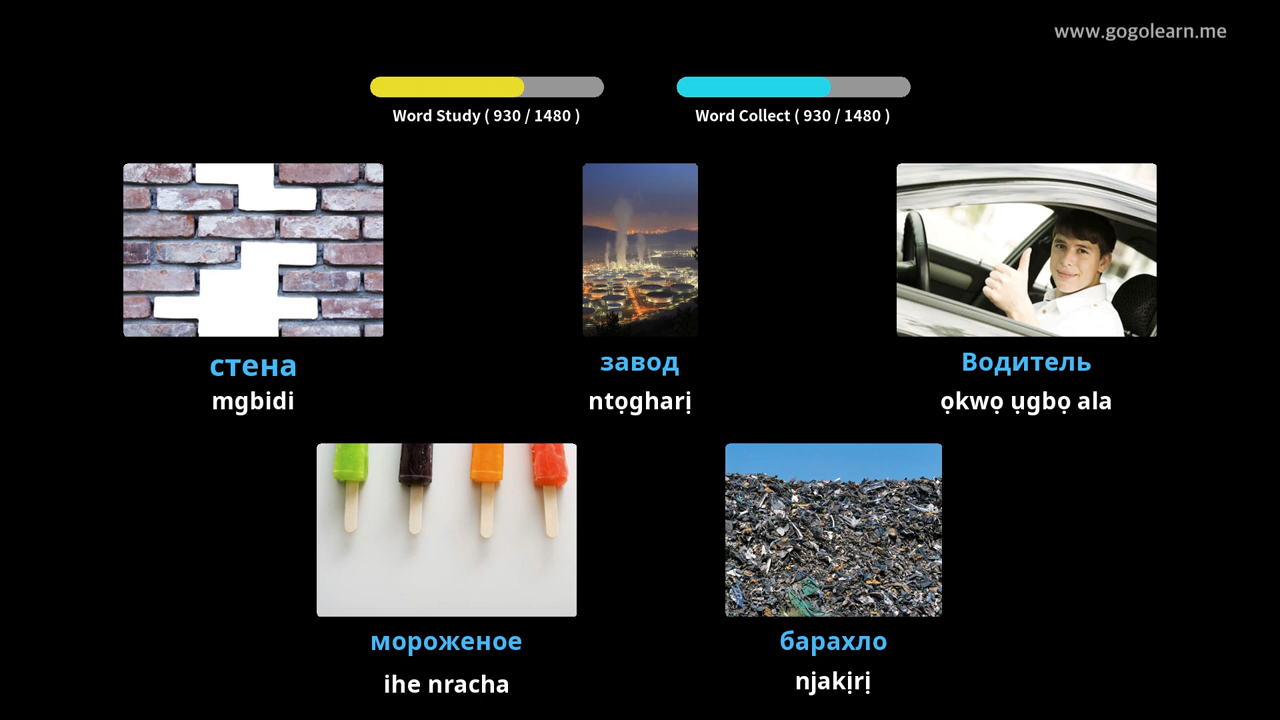 www.gogolearn.me
Word Study ( 930 / 1480 )
Word Collect ( 930 / 1480 )
стена
mgbidi
завод
ntọgharị
Водитель
ọkwọ ụgbọ ala
мороженое
ihe nracha
барахло
njakịrị